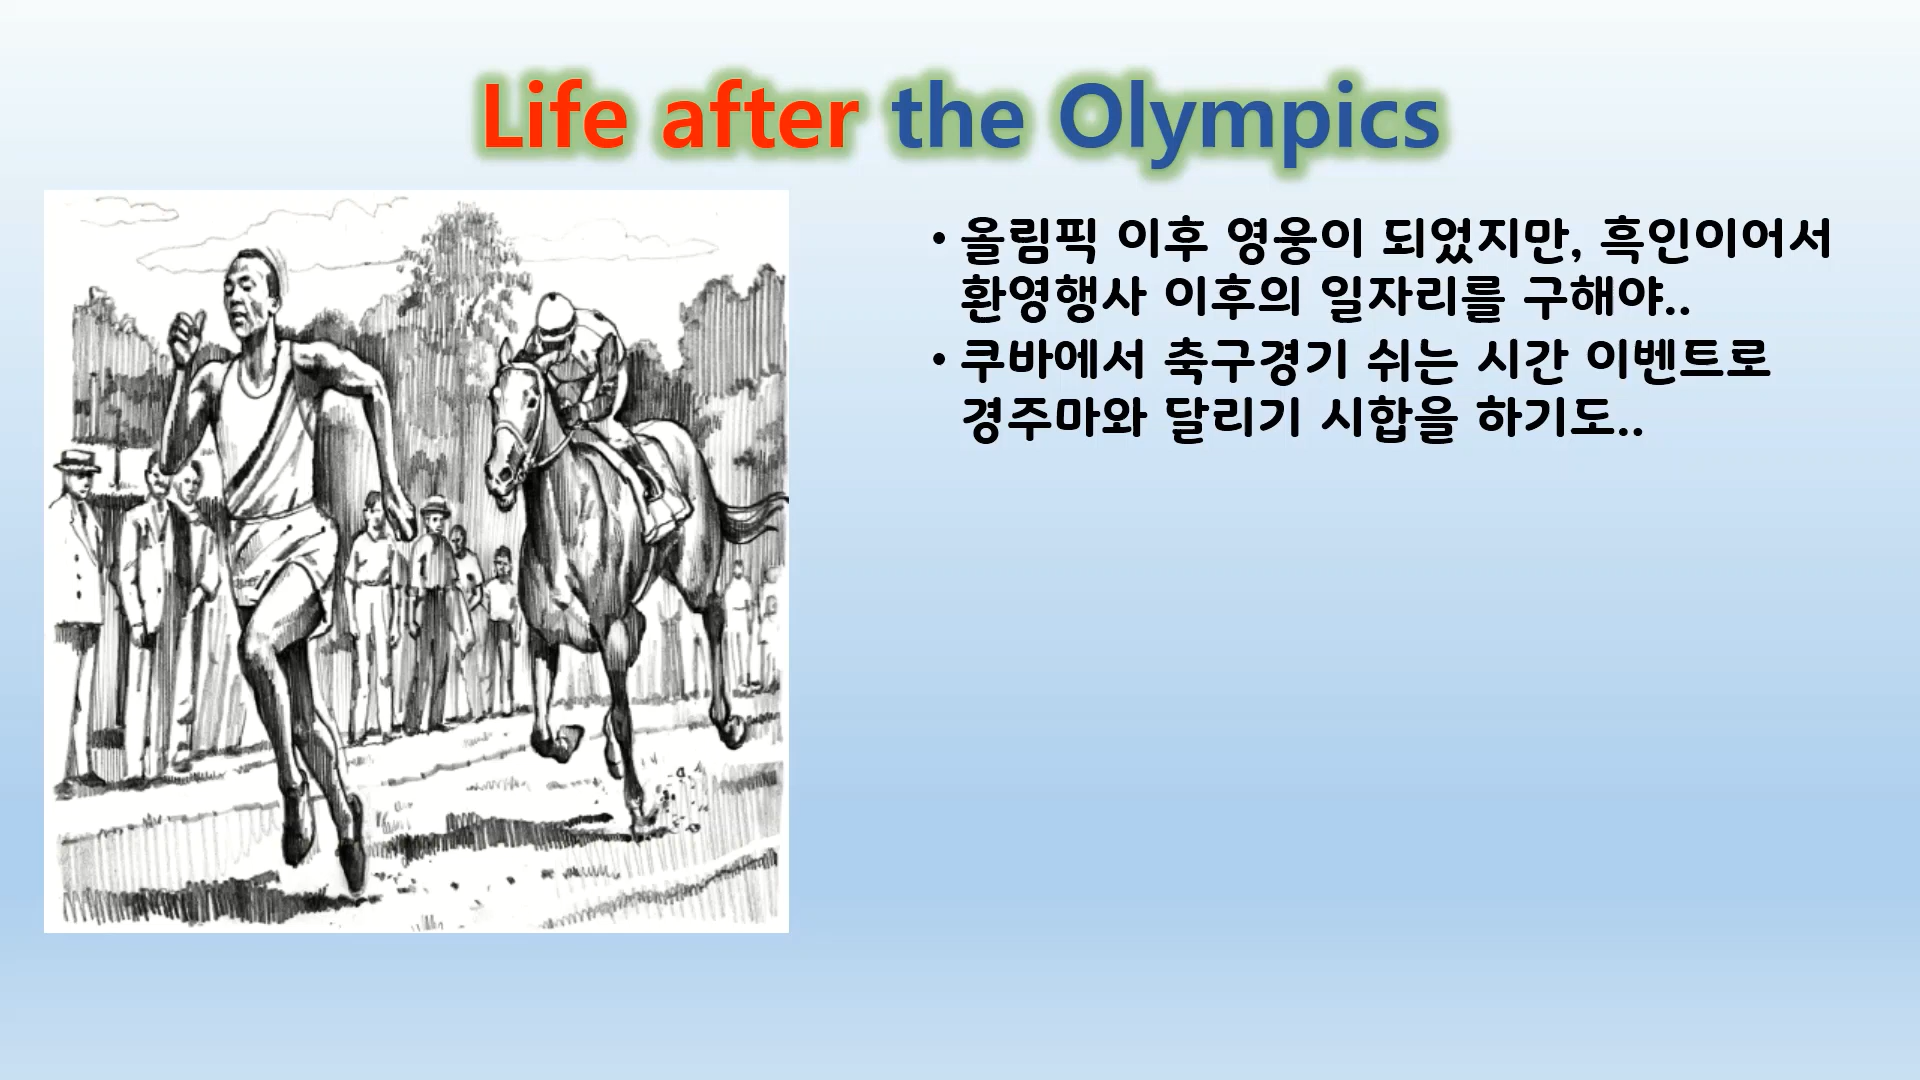 Life after the Olympics
• 올림픽 이후 영웅이 되었지만, 흑인이어서
환영행사 이후의 일자리를 구해야..
• 쿠바에서 축구경기 쉬는 시간 이벤트로
경주마와 달리기 시합을 하기도..